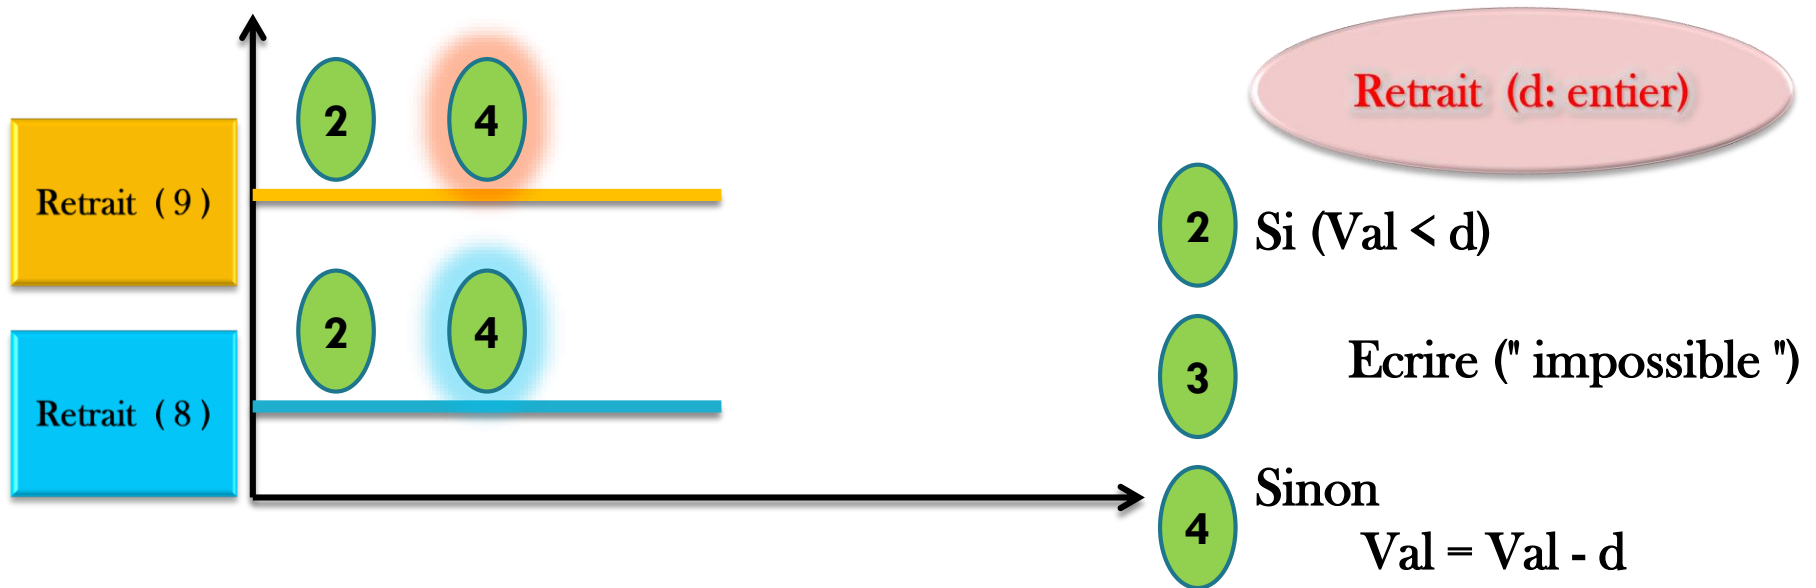 Retrait (d: entier)
2 4
Retrait ( 9 )
2 4
Retrait ( 8 )
2 Si (Val < d)
3 Ecrire (" impossible ")
4 Sinon
Val = Val - d